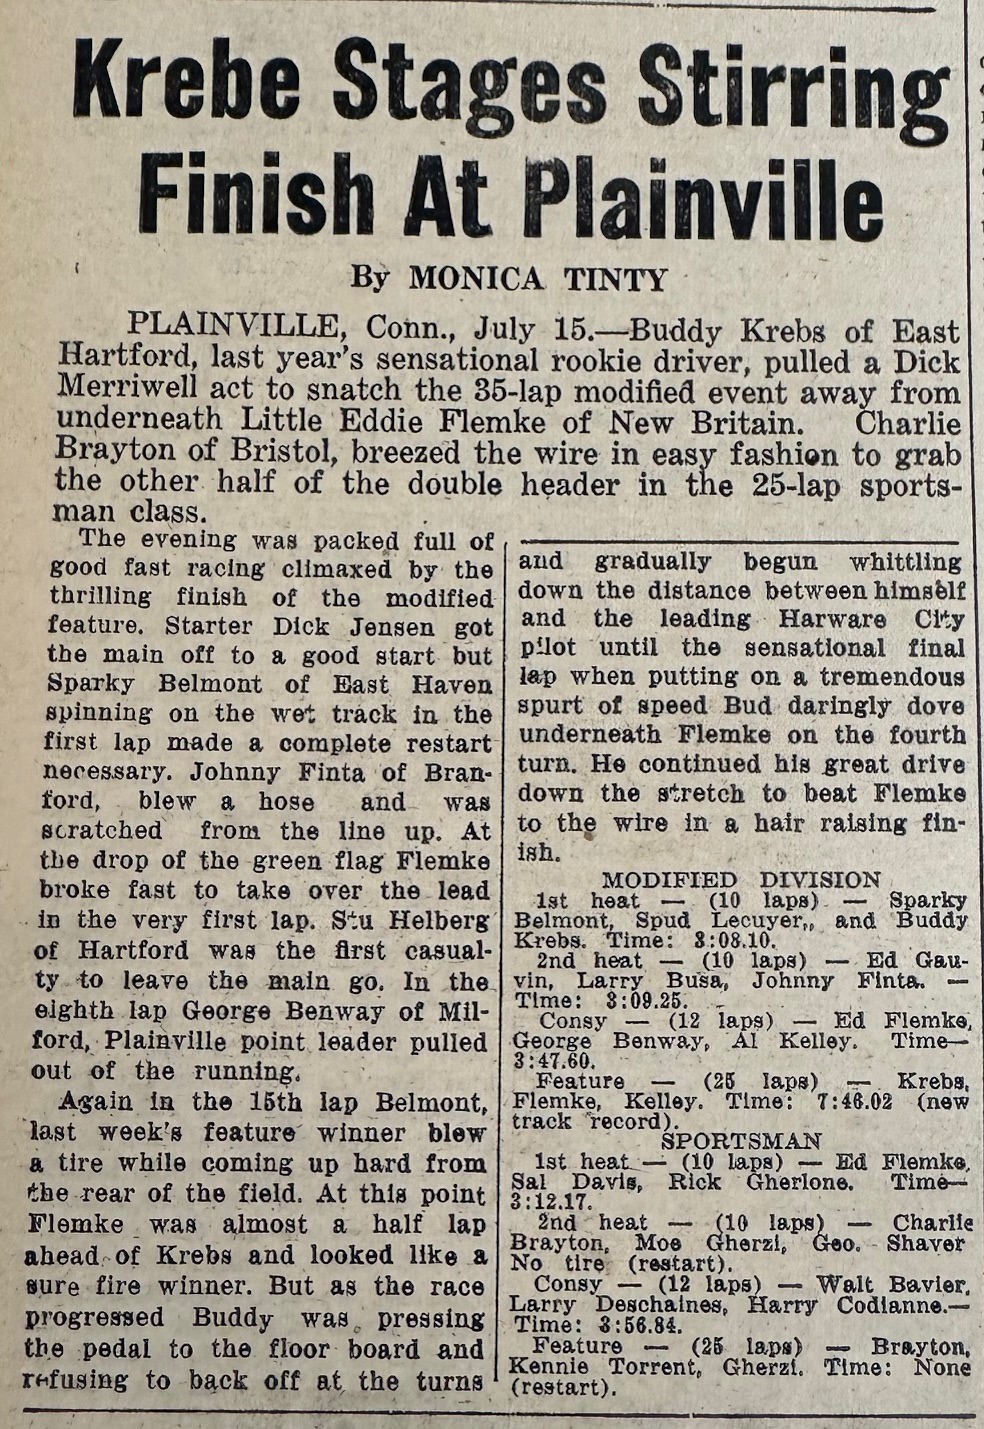 Krebe Stages Stirring
Finish At Plainville
By MONICA TINTY
PLAINVILLE, Conn., July 15.—Buddy Krebs of East
Hartford, last year's sensational rookie driver, pulled a Dick
Merriwell act to snatch the 35-lap modified event away from
underneath Little Eddie Flemke of New Britain. Charlie
Brayton of Bristol, breezed the wire in easy fashion to grab
the other half of the double header in the 25-lap sports-
man class.
The evening was packed full of
good fast racing climaxed by the
thrilling finish of the modified
feature. Starter Dick Jensen got
the main off to a good start but
Sparky Belmont of East Haven
spinning on the wet track in the
first lap made a complete restart
necessary. Johnny Finta of Bran-
ford, blew a hose and was
scratched from the line up. At
the drop of the green flag Flemke
broke fast to take over the lead
in the very first lap. Stu Helberg
of Hartford was the first casual-
ty to leave the main go. In the
eighth lap George Benway of Mil-
ford, Plainville point leader pulled
out of the running.
Again in the 15th lap Belmont,
last week's feature winner blew
a tire while coming up hard from
the rear of the field. At this point
Flemke was almost a half lap
ahead of Krebs and looked like a
sure fire winner. But as the race
progressed Buddy was pressing
the pedal to the floor board and
refusing to back off at the turns
and gradually begun whittling
down the distance between himself
and the leading Harware City
pilot until the sensational final
lap when putting on a tremendous
spurt of speed Bud daringly dove
underneath Flemke on the fourth
turn. He continued his great drive
down the stretch to beat Flemke
to the wire in a hair raising fin-
ish.
MODIFIED DIVISION
1st heat — (10 laps) — Sparky
Belmont, Spud Lecuyer,, and Buddy
Krebs. Time: 3:08.10.
2nd heat — (10 laps) — Ed Gau-
vin, Larry Busa, Johnny Finta. —
Time: 3:09.25.
Consy — (12 laps) — Ed Flemke,
George Benway, Al Kelley. Time—
3:47.60.
Feature — (25 laps) — Krebs,
Flemke, Kelley. Time: 7:46.02 (new
track record).
SPORTSMAN
1st heat — (10 laps) — Ed Flemke,
Sal Davis, Rick Gherlone. Time—
3:12.17.
2nd heat — (10 laps) — Charlie
Brayton, Moe Gherzi, Geo. Shaver
No tire (restart).
Consy — (12 laps) — Walt Bavier,
Larry Deschaines, Harry Codianne.—
Time: 3:56.84.
Feature — (25 laps) — Brayton,
Kennie Torrent, Gherzi. Time: None
(restart).